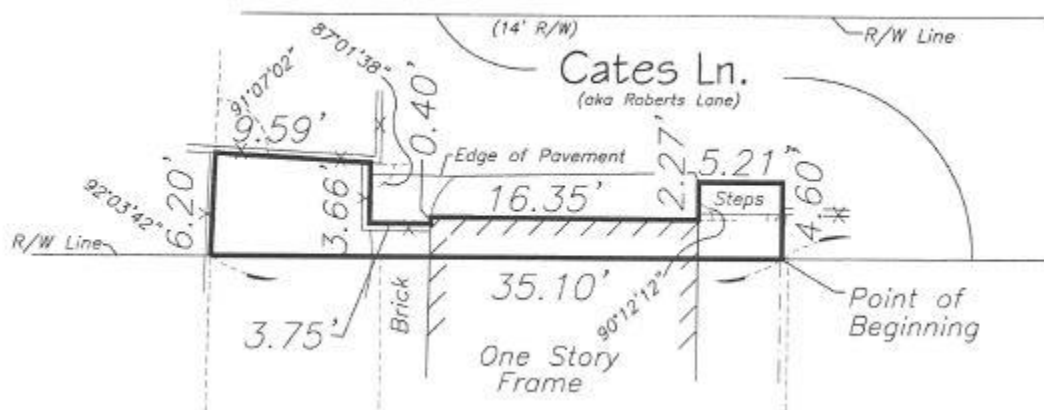 (14' R/W)
R/W Line
Cates Ln.
(aka Roberts Lane)
87°01'38"
91°07'02"
9.59'
0.40'
Edge of Pavement
2.27'
5.21'
16.35'
Steps
4.60'
3.66'
6.20'
92°03'42"
R/W Line
35.10'
90°12'12"
Point of
Beginning
3.75'
Brick
One Story
Frame